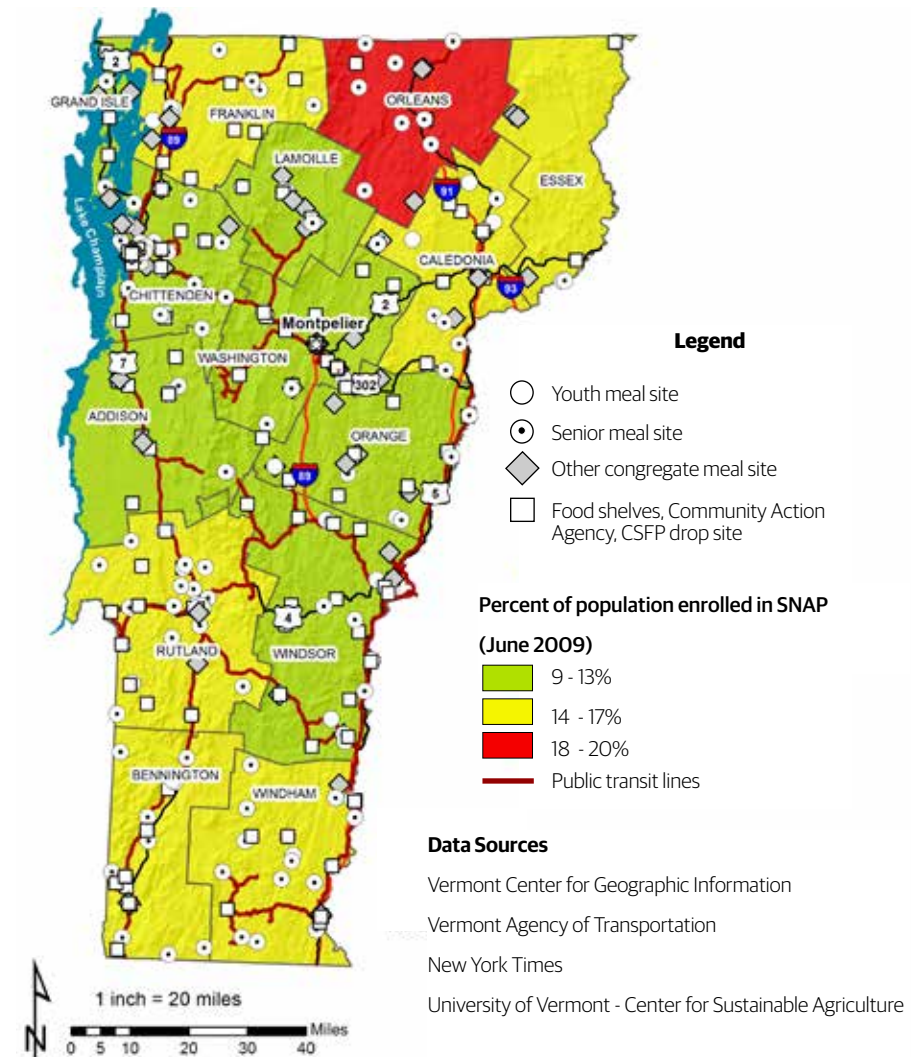 2
GRAND ISLE
FRANKLIN
ORLEANS
89
LAMOILLE
ESSEX
91
Lake Champlain
CALEDONIA
93
CHITTENDEN
2
Montpelier
7
WASHINGTON
302
ADDISON
ORANGE
89
5
4
RUTLAND
WINDSOR
BENNINGTON
WINDHAM
N
1 inch = 20 miles
Miles
0 5 10 20 30 40
Legend
Youth meal site
Senior meal site
Other congregate meal site
Food shelves, Community Action
Agency, CSFP drop site
Percent of population enrolled in SNAP
(June 2009)
9 - 13%
14 - 17%
18 - 20%
Public transit lines
Data Sources
Vermont Center for Geographic Information
Vermont Agency of Transportation
New York Times
University of Vermont - Center for Sustainable Agriculture